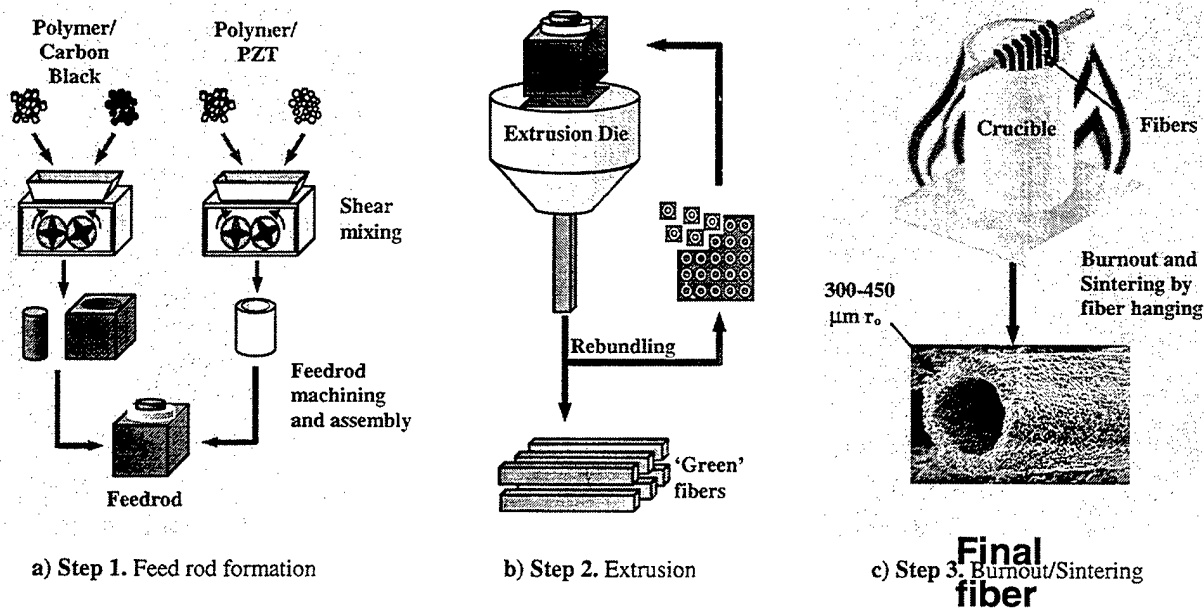 Polymer/
Carbon
Black
Polymer/
PZT
Shear
mixing
Feedrod
machining
and assembly
Feedrod
a) Step 1. Feed rod formation
Extrusion Die
Rebundling
'Green'
fibers
b) Step 2. Extrusion
Crucible
Fibers
Burnout and
Sintering by
fiber hanging
300-450
μm rₒ
c) Step 3. Burnout/Sintering
Final
fiber